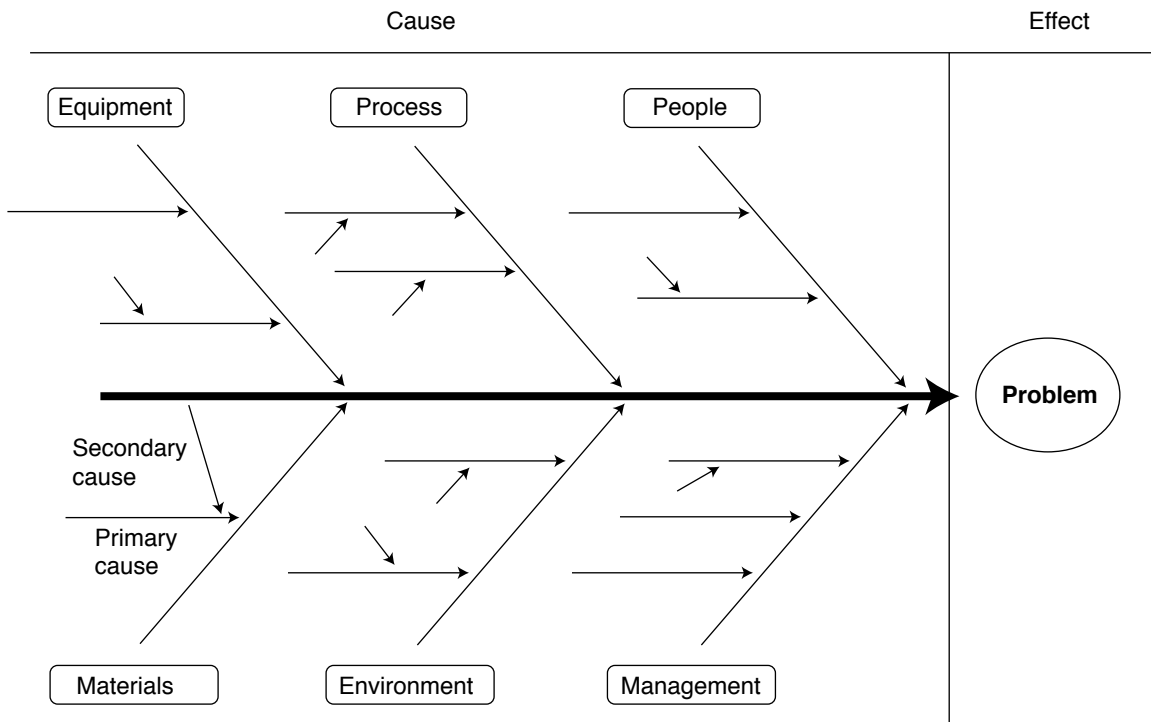 Cause
Effect
Equipment
Process
People
Problem
Secondary
cause
Primary
cause
Materials
Environment
Management